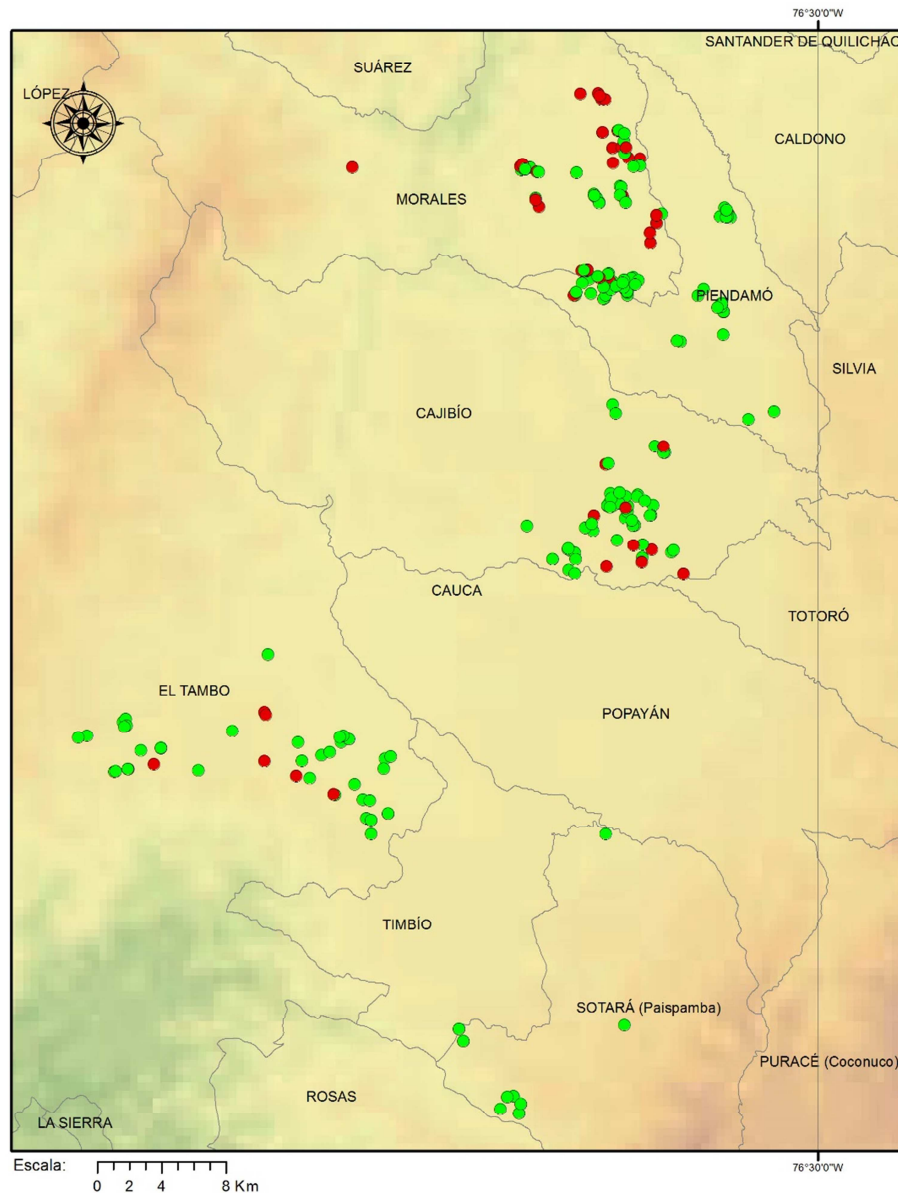 76°30'0"W
SANTANDER DE QUILICHAO
SUÁREZ
LÓPEZ
CALDONO
MORALES
PIENDAMÓ
SILVIA
CAJIBÍO
CAUCA
TOTORÓ
EL TAMBO
POPAYÁN
TIMBÍO
SOTARÁ (Paispamba)
PURACÉ (Coconuco)
ROSAS
LA SIERRA
Escala:
0 2 4 8 Km
76°30'0"W